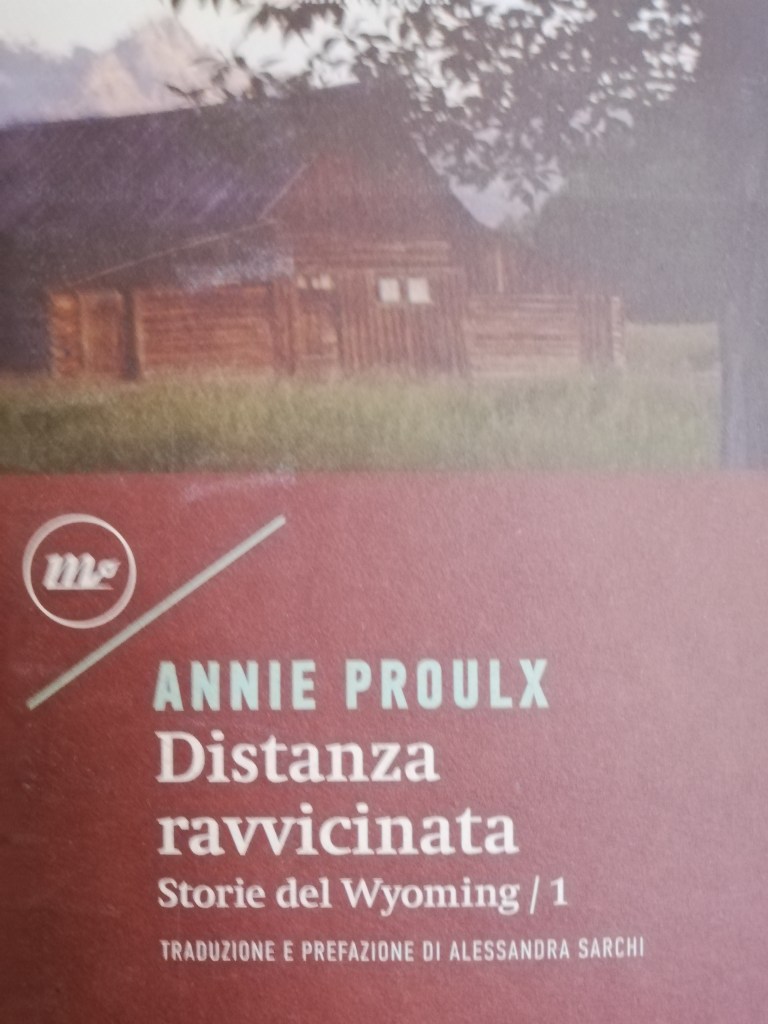 ANNIE PROULX
Distanza
ravvicinata
Storie del Wyoming / 1
TRADUZIONE E PREFAZIONE DI ALESSANDRA SARCHI